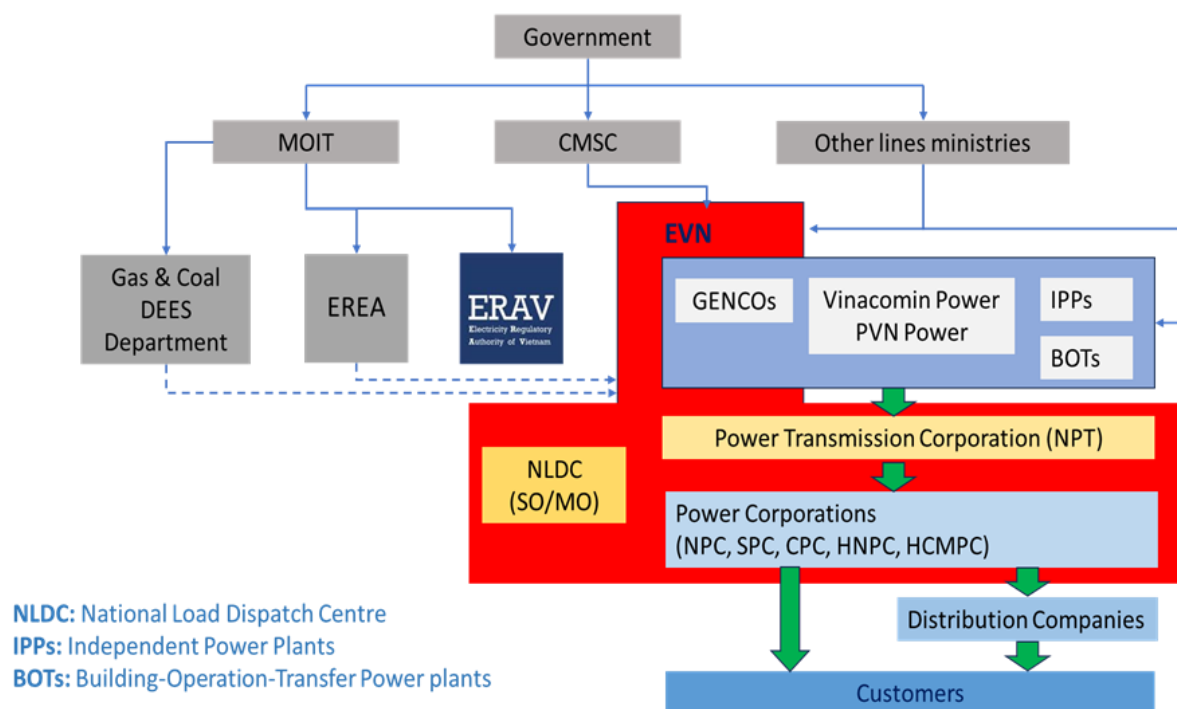 Government
MOIT
CMSC
Other lines ministries
EVN
Gas & Coal
DEES
Department
EREA
ERAV
Electricity Regulatory
Authority of Vietnam
GENCOs
Vinacomin Power
PVN Power
IPPs
BOTs
Power Transmission Corporation (NPT)
NLDC
(SO/MO)
Power Corporations
(NPC, SPC, CPC, HNPC, HCMPC)
Distribution Companies
Customers
NLDC: National Load Dispatch Centre
IPPs: Independent Power Plants
BOTs: Building-Operation-Transfer Power plants